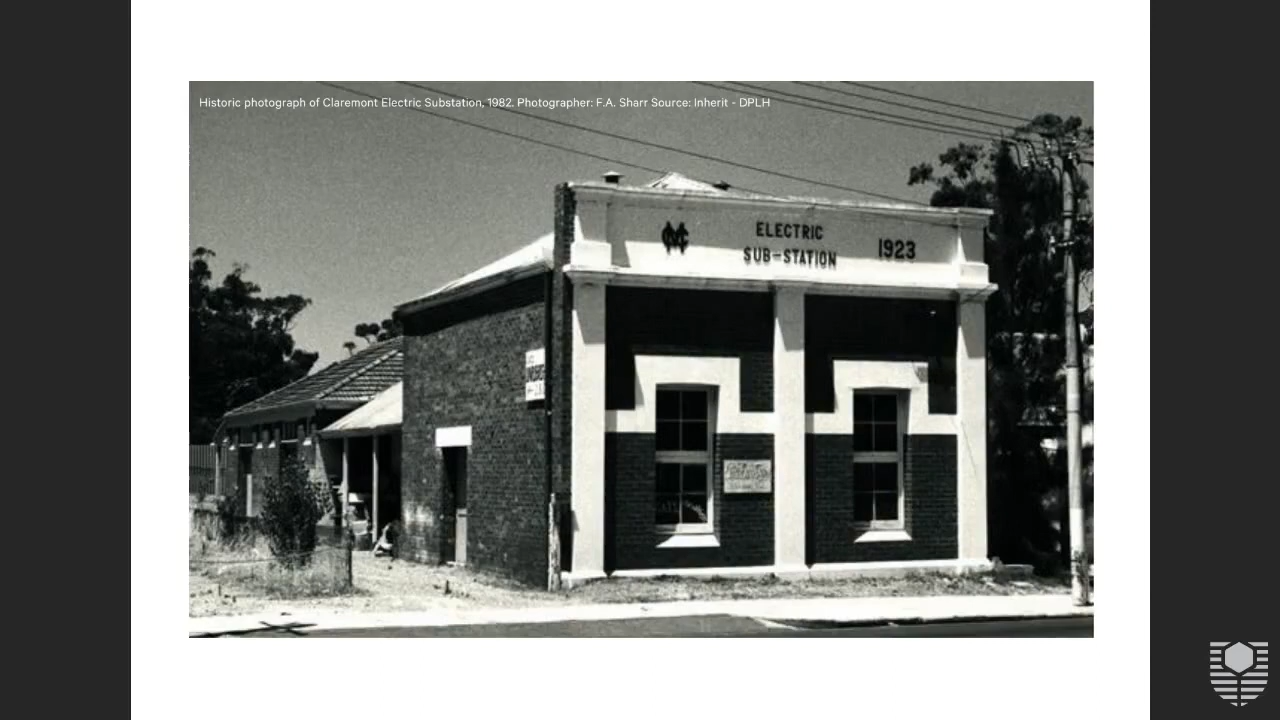 Historic photograph of Claremont Electric Substation, 1982. Photographer: F.A. Sharr Source: Inherit - DPLH
ELECTRIC
SUB-STATION
1923